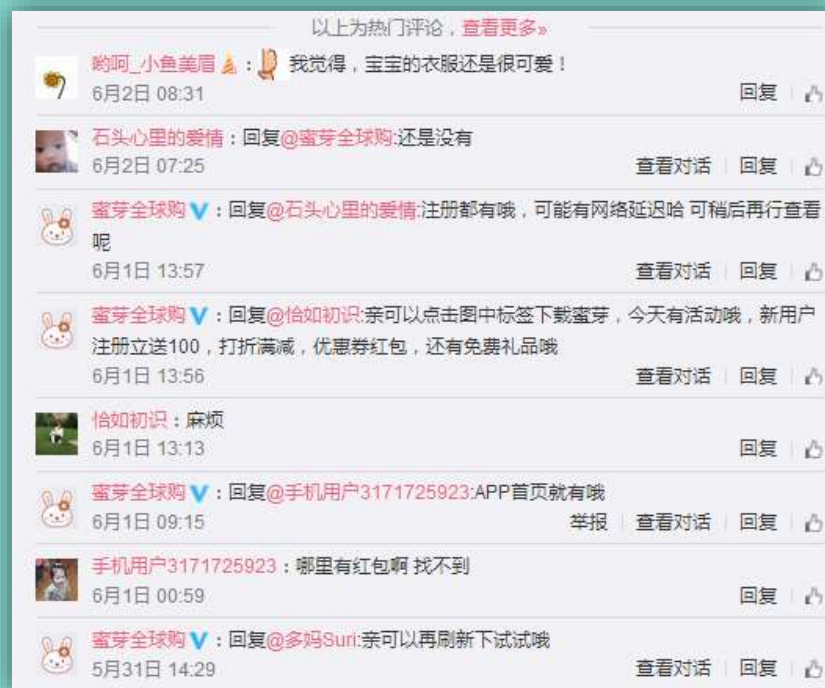 以上为热门评论，查看更多»
哟呵_小鱼美眉：我觉得，宝宝的衣服还是很可爱！
6月2日 08:31 回复
石头心里的爱情：回复@蜜芽全球购:还是没有
6月2日 07:25 查看对话 回复
蜜芽全球购V：回复@石头心里的爱情:注册都有哦，可能有网络延迟哈 可稍后再行查看
呢
6月1日 13:57 查看对话 回复
蜜芽全球购V：回复@恰如初识:亲可以点击图中标签下载蜜芽，今天有活动哦，新用户
注册立送100，打折满减，优惠券红包，还有免费礼品哦
6月1日 13:56 查看对话 回复
恰如初识：麻烦
6月1日 13:13 回复
蜜芽全球购V：回复@手机用户3171725923:APP首页就有哦
6月1日 09:15 举报 查看对话 回复
手机用户3171725923：哪里有红包啊 找不到
6月1日 00:59 回复
蜜芽全球购V：回复@多妈Suri:亲可以再刷新下试试哦
5月31日 14:29 查看对话 回复